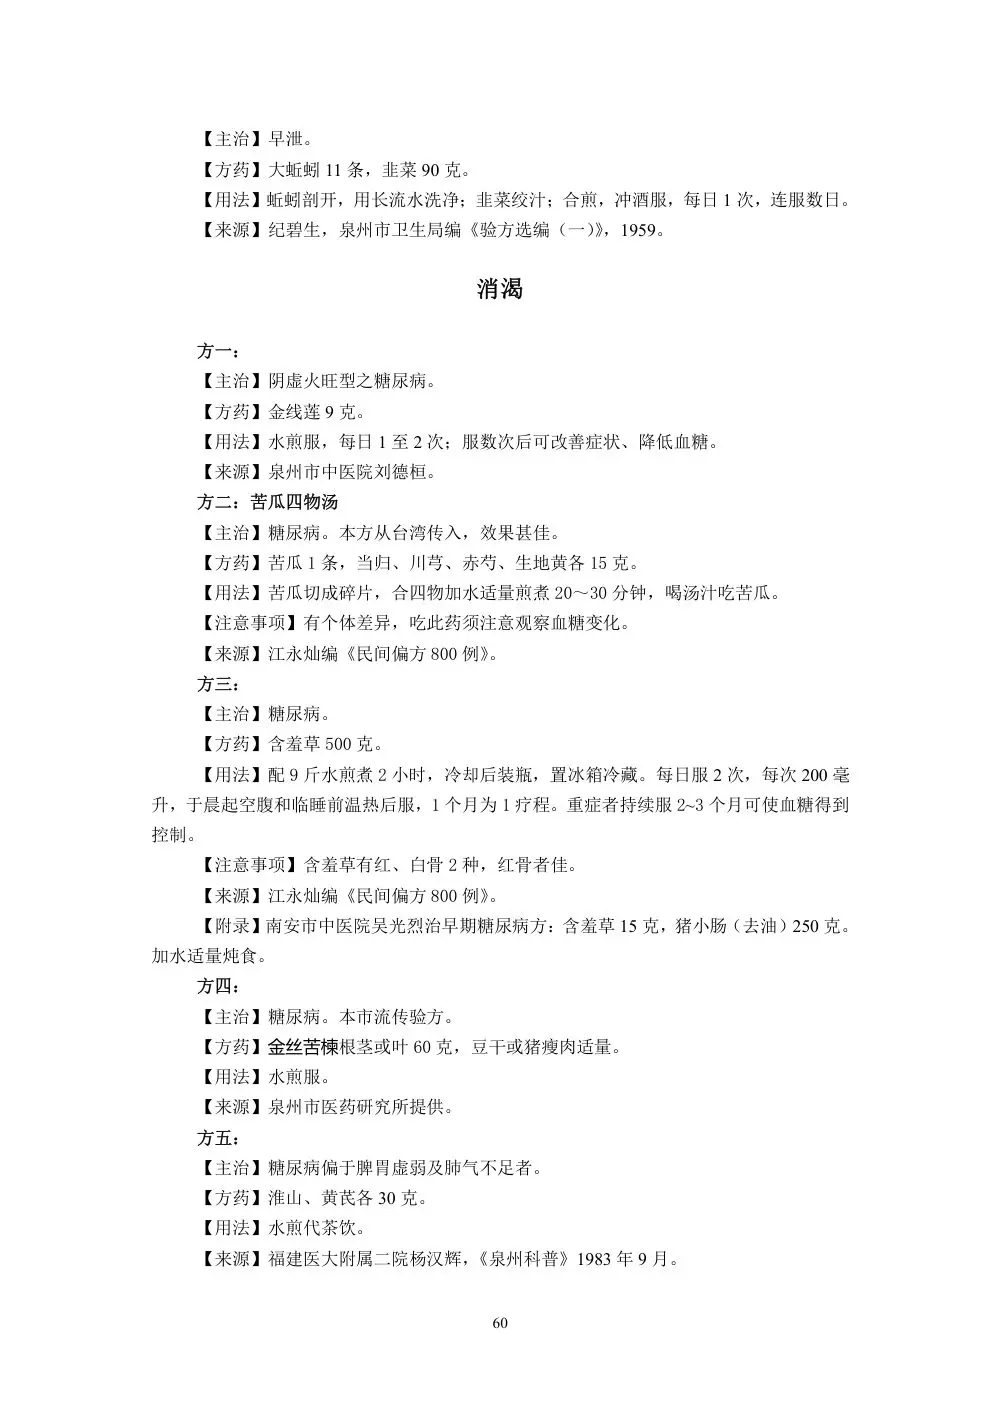 【主治】早泄。
【方药】大蚯蚓 11 条，韭菜 90 克。
【用法】蚯蚓剖开，用长流水洗净；韭菜绞汁；合煎，冲酒服，每日 1 次，连服数日。
【来源】纪碧生，泉州市卫生局编《验方选编（一）》，1959。
消渴
方一：
【主治】阴虚火旺型之糖尿病。
【方药】金线莲 9 克。
【用法】水煎服，每日 1 至 2 次；服数次后可改善症状、降低血糖。
【来源】泉州市中医院刘德桓。
方二：苦瓜四物汤
【主治】糖尿病。本方从台湾传入，效果甚佳。
【方药】苦瓜 1 条，当归、川芎、赤芍、生地黄各 15 克。
【用法】苦瓜切成碎片，合四物加水适量煎煮 20～30 分钟，喝汤汁吃苦瓜。
【注意事项】有个体差异，吃此药须注意观察血糖变化。
【来源】江永灿编《民间偏方 800 例》。
方三：
【主治】糖尿病。
【方药】含羞草 500 克。
【用法】配 9 斤水煎煮 2 小时，冷却后装瓶，置冰箱冷藏。每日服 2 次，每次 200 毫
升，于晨起空腹和临睡前温热后服，1 个月为 1 疗程。重症者持续服 2~3 个月可使血糖得到
控制。
【注意事项】含羞草有红、白骨 2 种，红骨者佳。
【来源】江永灿编《民间偏方 800 例》。
【附录】南安市中医院吴光烈治早期糖尿病方：含羞草 15 克，猪小肠（去油）250 克。
加水适量炖食。
方四：
【主治】糖尿病。本市流传验方。
【方药】金丝苦楝根茎或叶 60 克，豆干或猪瘦肉适量。
【用法】水煎服。
【来源】泉州市医药研究所提供。
方五：
【主治】糖尿病偏于脾胃虚弱及肺气不足者。
【方药】淮山、黄芪各 30 克。
【用法】水煎代茶饮。
【来源】福建医大附属二院杨汉辉，《泉州科普》1983 年 9 月。
60